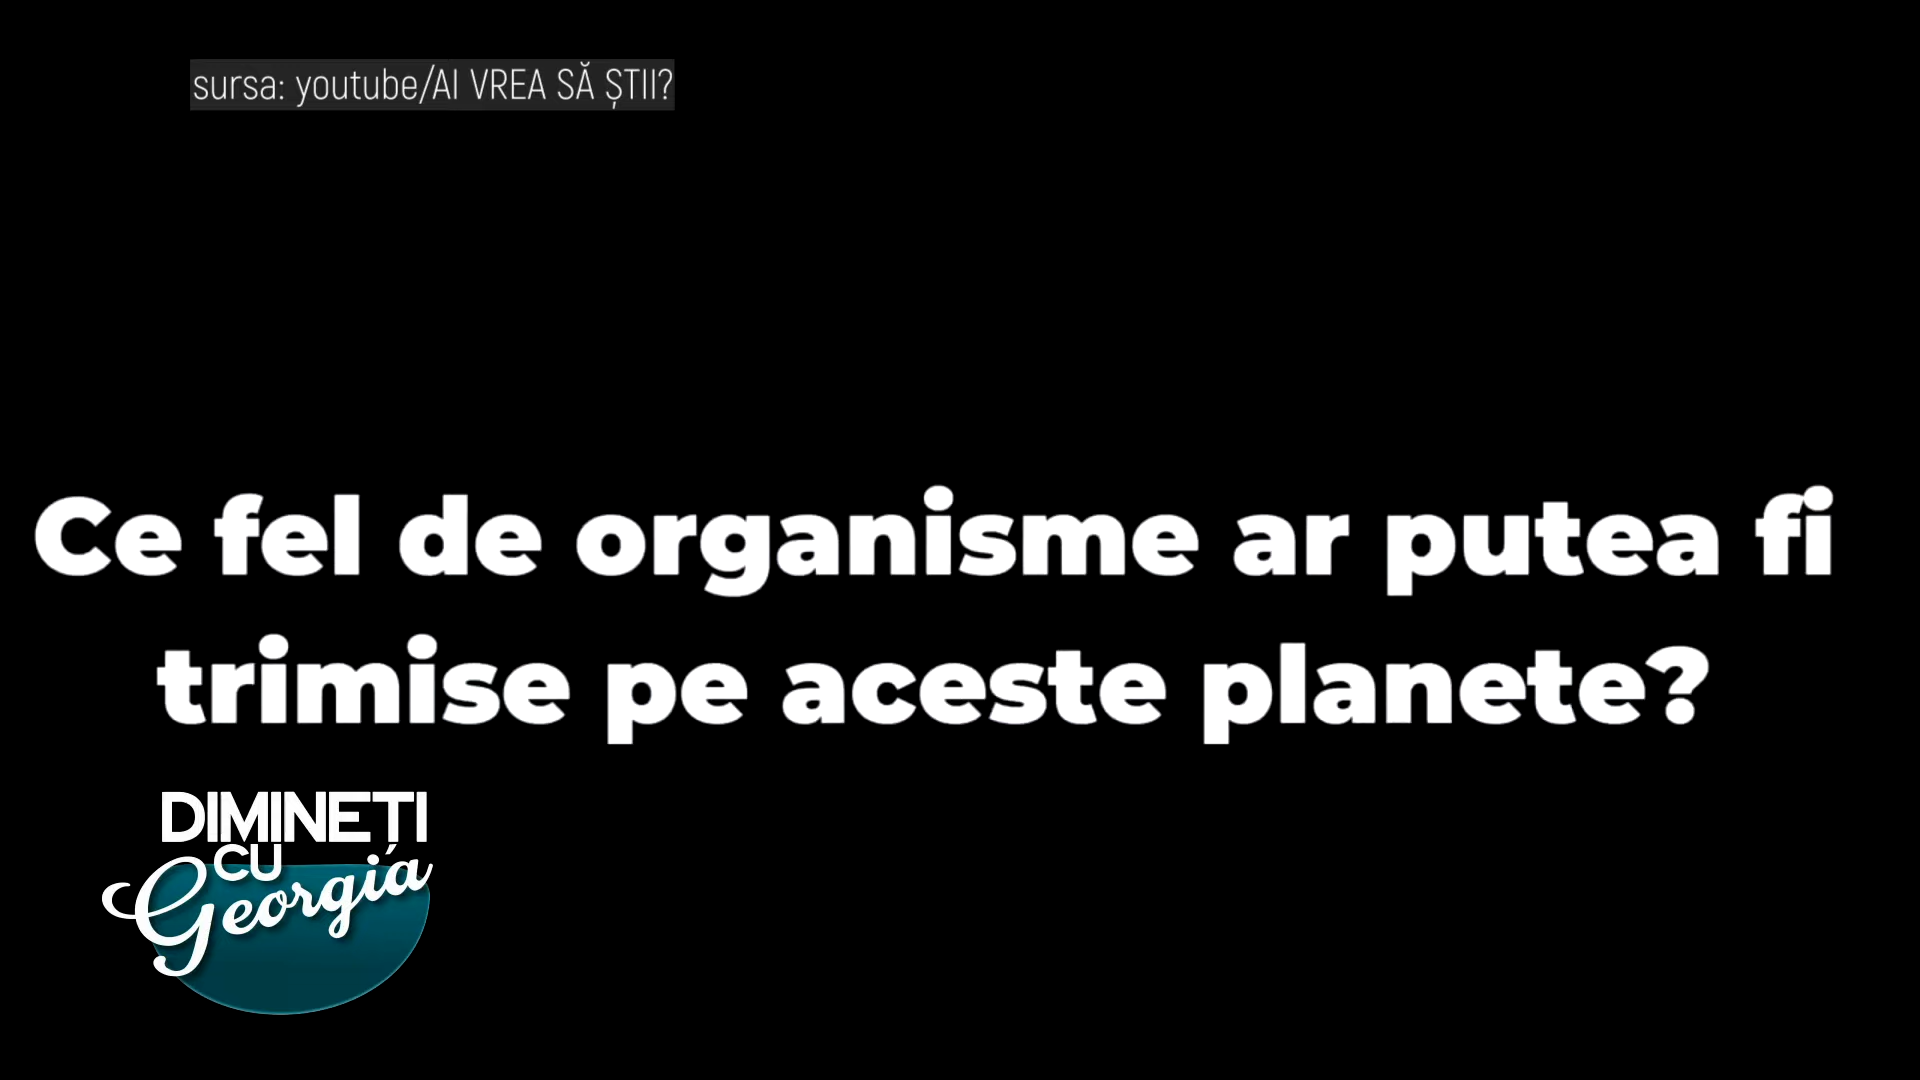 sursa: youtube/AI VREA SĂ ȘTII?
Ce fel de organisme ar putea fi
trimise pe aceste planete?
DIMINEȚI
CU
Georgia